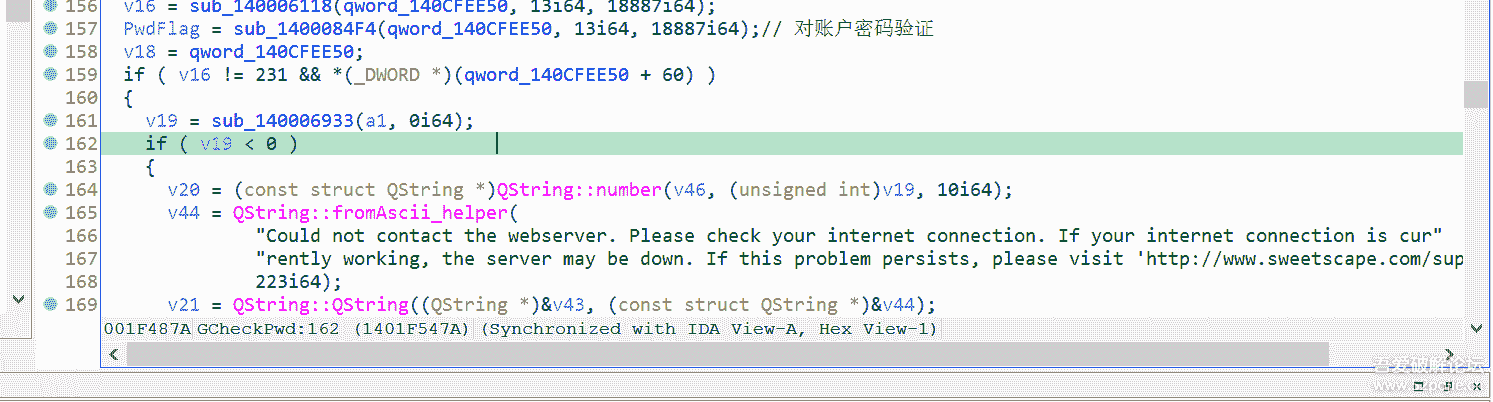 156 v16 = sub_140006118(qword_140CFEE50, 13i64, 18887i64);
157 PwdFlag = sub_1400084F4(qword_140CFEE50, 13i64, 18887i64);// 对账户密码验证
158 v18 = qword_140CFEE50;
159 if ( v16 != 231 && *(_DWORD *)(qword_140CFEE50 + 60) )
160 {
161 v19 = sub_140006933(a1, 0i64);
162 if ( v19 < 0 )
163 {
164 v20 = (const struct QString *)QString::number(v46, (unsigned int)v19, 10i64);
165 v44 = QString::fromAscii_helper(
166 "Could not contact the webserver. Please check your internet connection. If your internet connection is cur"
167 "rently working, the server may be down. If this problem persists, please visit 'http://www.sweetscape.com/sup
168 223i64);
169 v21 = QString::QString((QString *)&v43, (const struct QString *)&v44);
001F487A GCheckPwd:162 (1401F547A) (Synchronized with IDA View-A, Hex View-1)
吾爱破解论坛